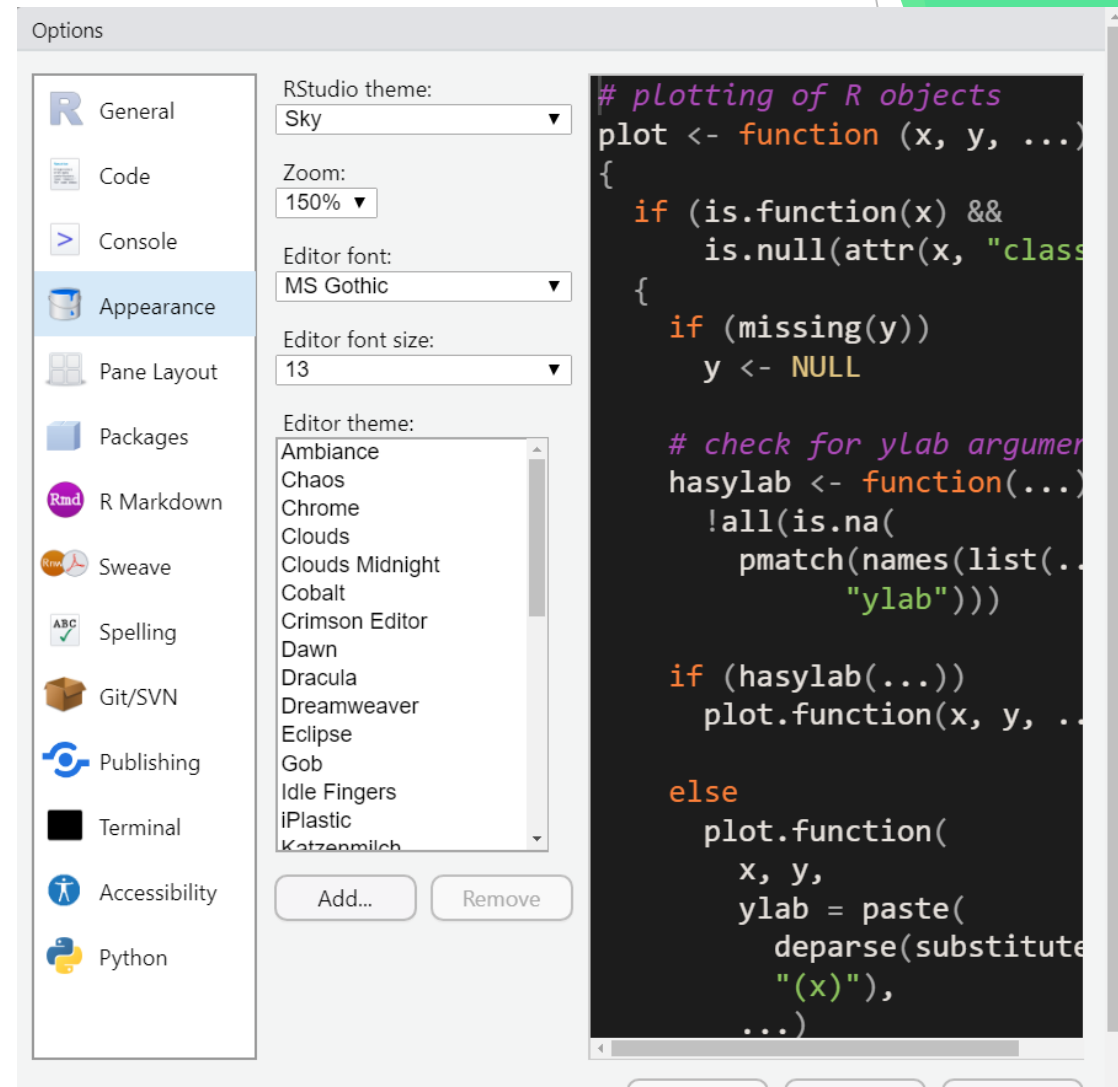 Options
General
Code
Console
Appearance
Pane Layout
Packages
Rmd R Markdown
Rnw Sweave
ABC Spelling
Git/SVN
Publishing
Terminal
Accessibility
Python
RStudio theme:
Sky
Zoom:
150%
Editor font:
MS Gothic
Editor font size:
13
Editor theme:
Ambiance
Chaos
Chrome
Clouds
Clouds Midnight
Cobalt
Crimson Editor
Dawn
Dracula
Dreamweaver
Eclipse
Gob
Idle Fingers
iPlastic
Katzenmilch
Add... Remove
# plotting of R objects
plot <- function (x, y, ...)
{
if (is.function(x) &&
is.null(attr(x, "class
{
if (missing(y))
y <- NULL
# check for ylab argumen
hasylab <- function(...)
!all(is.na(
pmatch(names(list(..
"ylab")))
if (hasylab(...))
plot.function(x, y, ..
else
plot.function(
x, y,
ylab = paste(
deparse(substitute
"(x)"),
...)